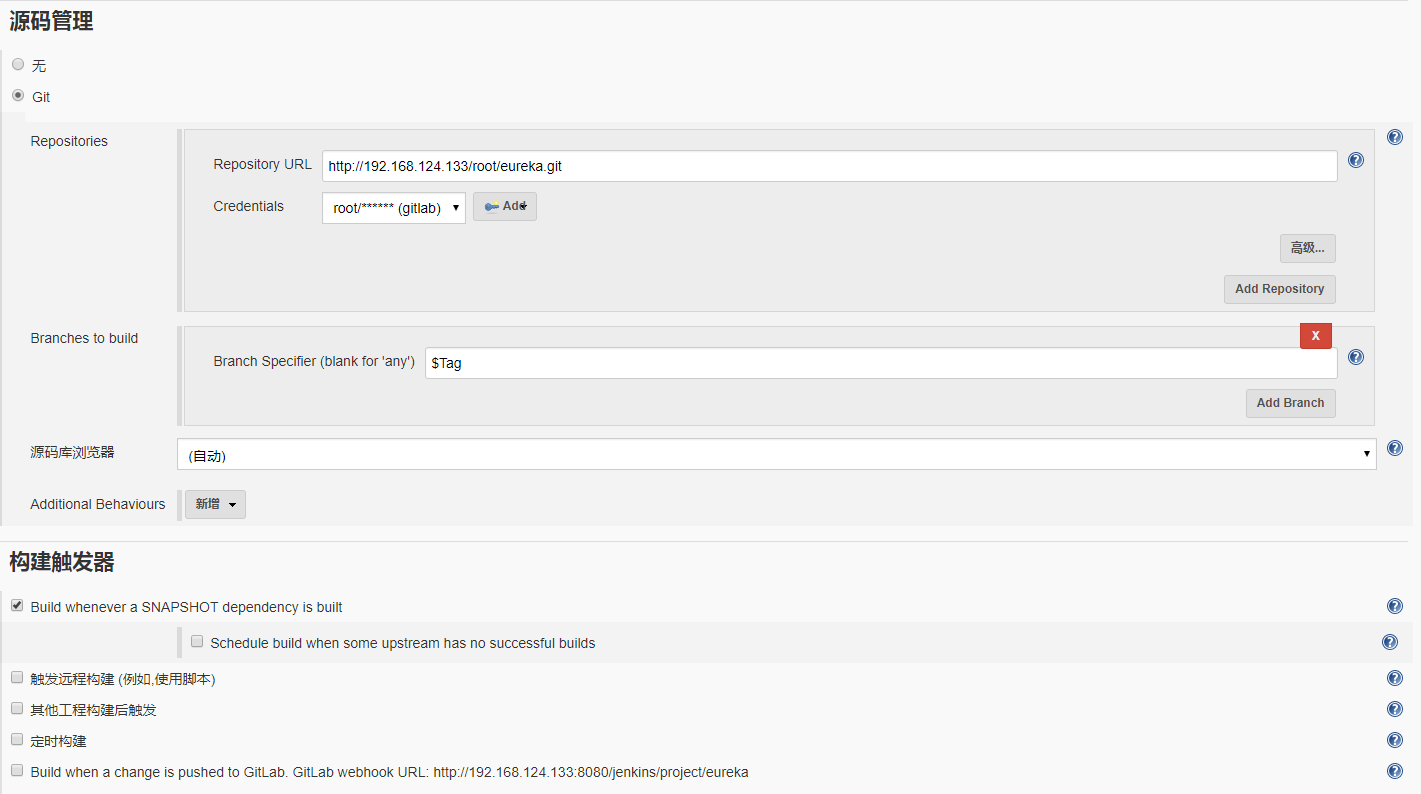 源码管理
无
Git
Repositories
Repository URL http://192.168.124.133/root/eureka.git
Credentials root/****** (gitlab) Add
高级...
Add Repository
Branches to build
X
Branch Specifier (blank for 'any') $Tag
Add Branch
源码库浏览器 (自动)
Additional Behaviours 新增
构建触发器
Build whenever a SNAPSHOT dependency is built
Schedule build when some upstream has no successful builds
触发远程构建 (例如,使用脚本)
其他工程构建后触发
定时构建
Build when a change is pushed to GitLab. GitLab webhook URL: http://192.168.124.133:8080/jenkins/project/eureka